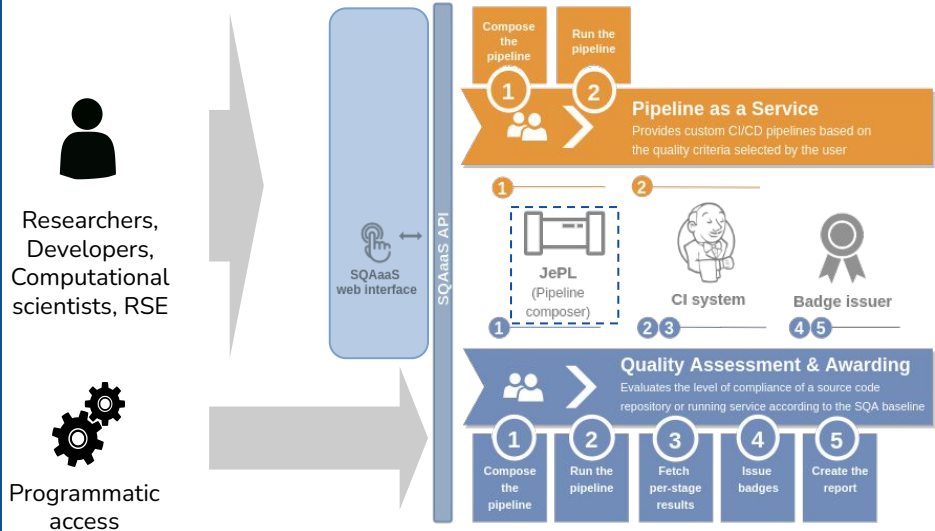 Researchers,
Developers,
Computational
scientists, RSE
Programmatic
access
SQAaaS
web interface
SQAaaS API
Compose
the
pipeline
1
Run the
pipeline
2
Pipeline as a Service
Provides custom CI/CD pipelines based on
the quality criteria selected by the user
1
2
JePL
(Pipeline
composer)
CI system
Badge issuer
1
2 3
4 5
Quality Assessment & Awarding
Evaluates the level of compliance of a source code
repository or running service according to the SQA baseline
1
Compose
the
pipeline
2
Run the
pipeline
3
Fetch
per-stage
results
4
Issue
badges
5
Create the
report